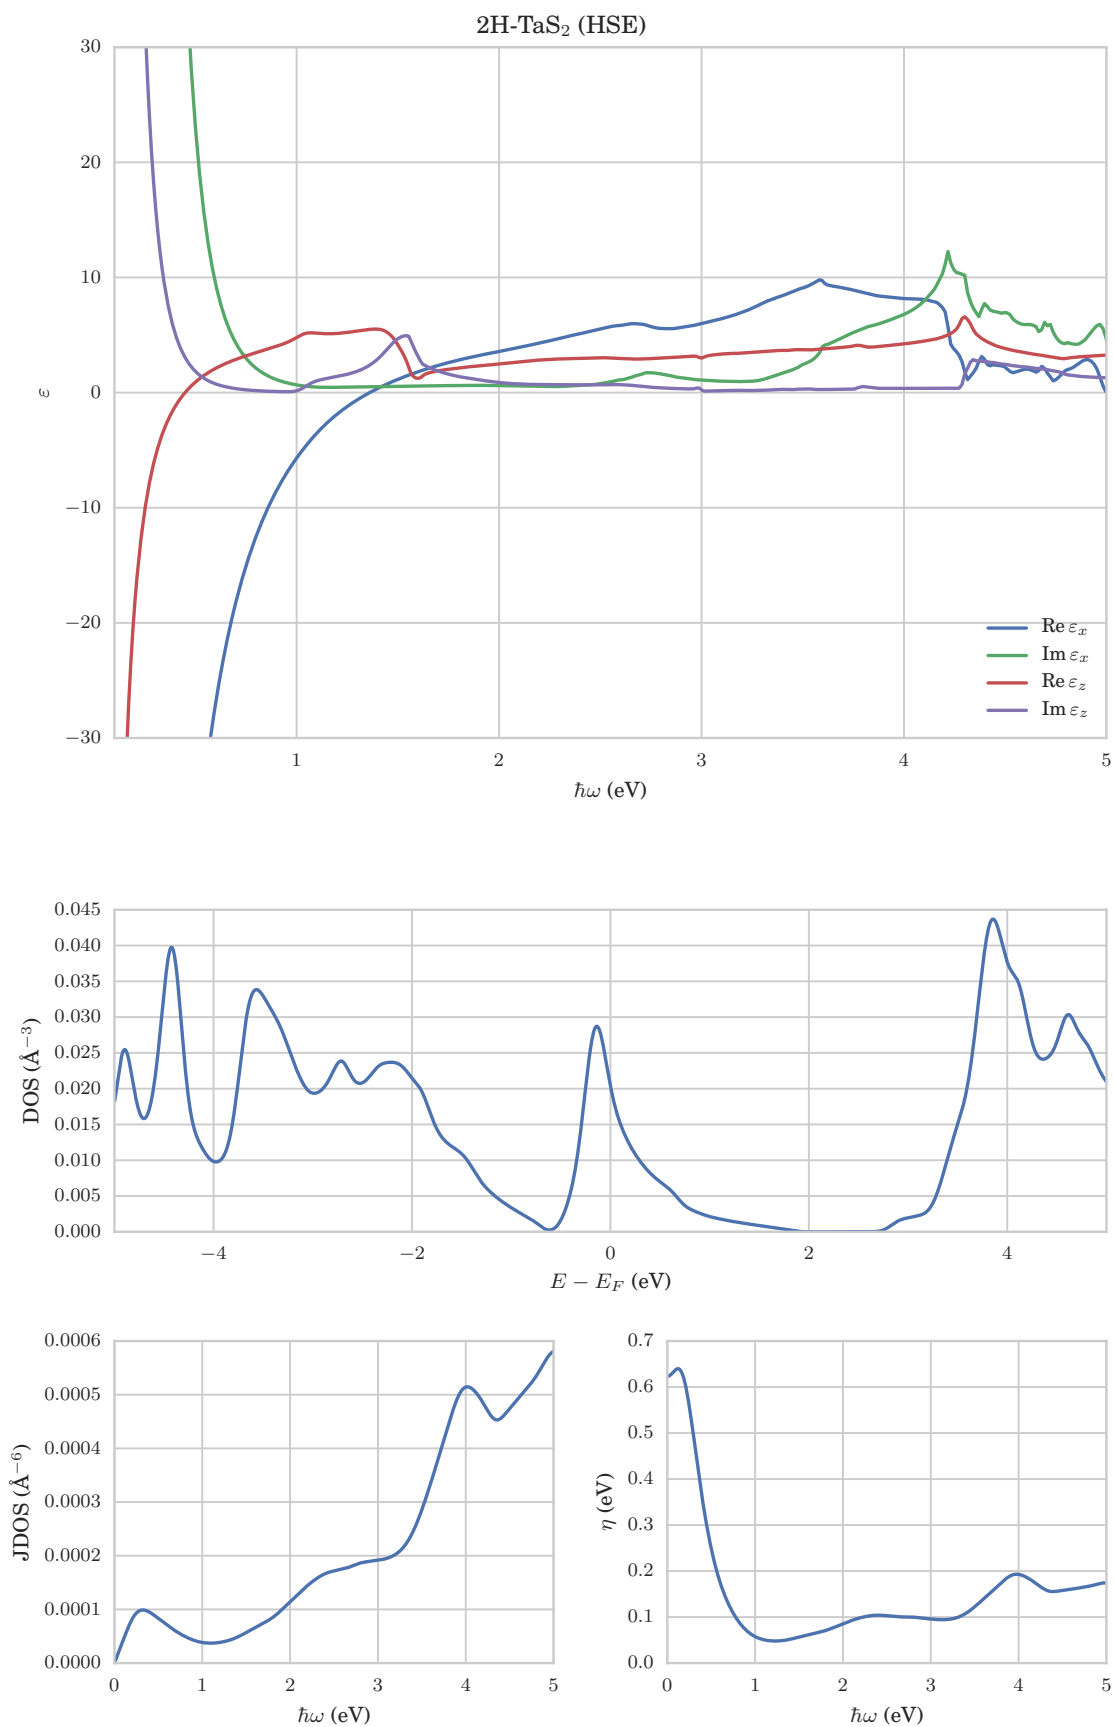 2H-TaS₂ (HSE)
30
20
10
0
−10
−20
−30
ε
1 2 3 4 5
ħω (eV)
Re εₓ
Im εₓ
Re ε_z
Im ε_z
0.045
0.040
0.035
0.030
0.025
0.020
0.015
0.010
0.005
0.000
DOS (Å⁻³)
−4 −2 0 2 4
E − E_F (eV)
0.0006
0.0005
0.0004
0.0003
0.0002
0.0001
0.0000
JDOS (Å⁻⁶)
0 1 2 3 4 5
ħω (eV)
0.7
0.6
0.5
0.4
0.3
0.2
0.1
0.0
η (eV)
0 1 2 3 4 5
ħω (eV)